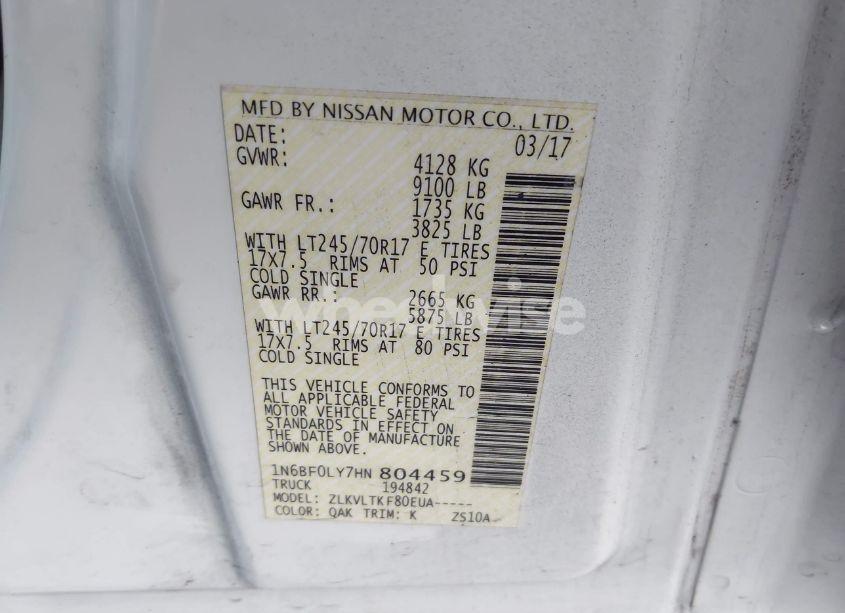 MFD BY NISSAN MOTOR CO., LTD.
DATE: 03/17
GVWR: 4128 KG
9100 LB
GAWR FR.: 1735 KG
3825 LB
WITH LT245/70R17 E TIRES
17X7.5 RIMS AT 50 PSI
COLD SINGLE
GAWR RR.: 2665 KG
5875 LB
WITH LT245/70R17 E TIRES
17X7.5 RIMS AT 80 PSI
COLD SINGLE
THIS VEHICLE CONFORMS TO
ALL APPLICABLE FEDERAL
MOTOR VEHICLE SAFETY
STANDARDS IN EFFECT ON
THE DATE OF MANUFACTURE
SHOWN ABOVE.
1N6BF0LY7HN 804459
TRUCK 194842
MODEL: ZLKVLTKF80EUA-----
COLOR: QAK TRIM: K ZS10A